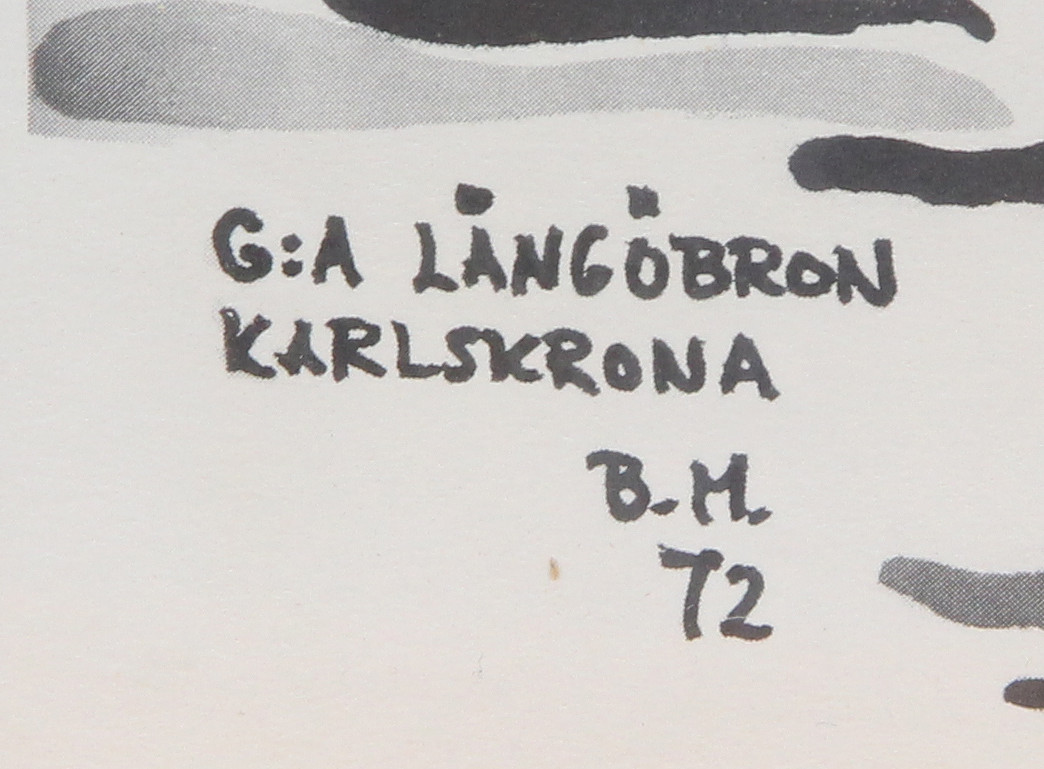 G:A LÅNGÖBRON
KARLSKRONA
B.M.
72